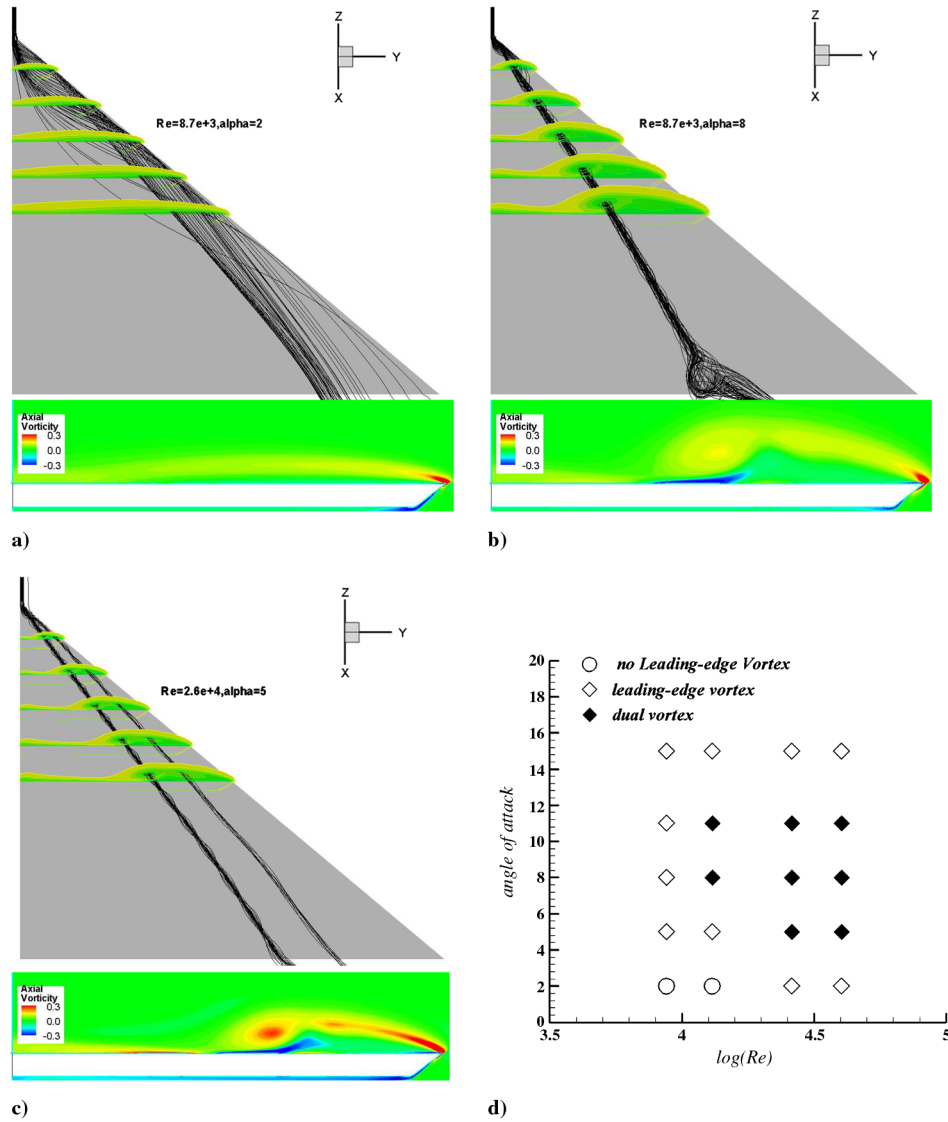 Z
Y
X
Re=8.7e+3,alpha=2
Axial
Vorticity
0.3
0.0
-0.3
a)
Z
Y
X
Re=8.7e+3,alpha=8
Axial
Vorticity
0.3
0.0
-0.3
b)
Z
Y
X
Re=2.6e+4,alpha=5
Axial
Vorticity
0.3
0.0
-0.3
c)
no Leading-edge Vortex
leading-edge vortex
dual vortex
20
18
16
14
12
10
8
6
4
2
0
angle of attack
3.5
4
4.5
5
log(Re)
d)